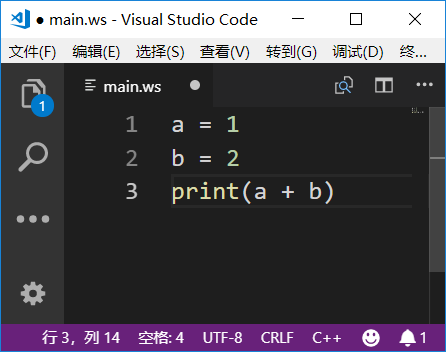 ● main.ws - Visual Studio Code
文件(F) 编辑(E) 选择(S) 查看(V) 转到(G) 调试(D) 终...
1
main.ws ●
1 a = 1
2 b = 2
3 print(a + b)
行 3，列 14 空格: 4 UTF-8 CRLF C++ 1